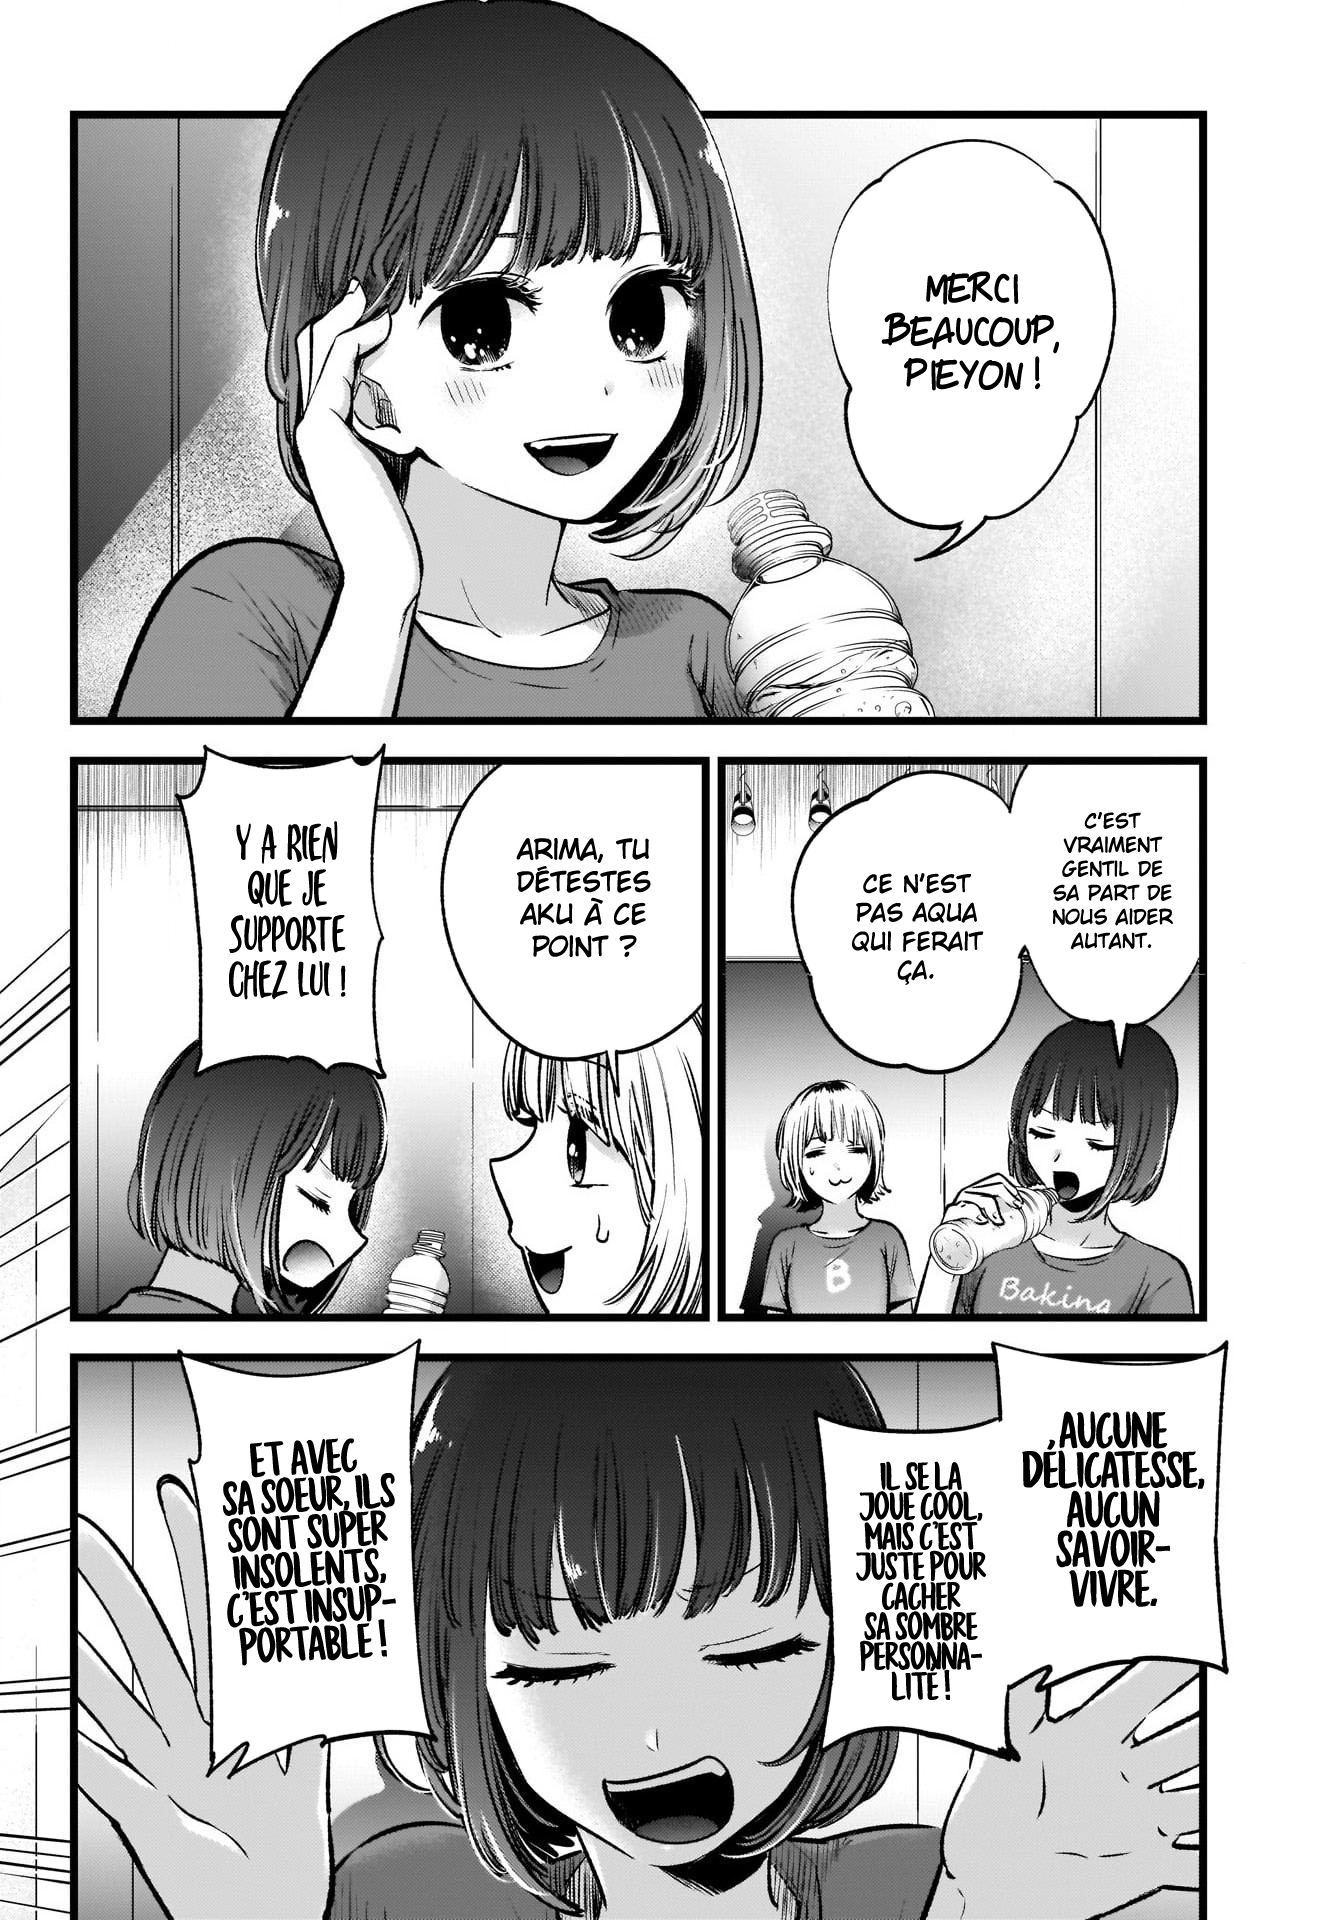 MERCI
BEAUCOUP,
PIEYON !
C'EST
VRAIMENT
GENTIL DE
SA PART DE
NOUS AIDER
AUTANT.
CE N'EST
PAS AQUA
QUI FERAIT
ÇA.
B
Baking
ARIMA, TU
DÉTESTES
AKU À CE
POINT ?
Y A RIEN
QUE JE
SUPPORTE
CHEZ LUI !
,AUCUNE
DÉLICATESSE,
AUCUN
SAVOIR-
VIVRE.
IL SE LA
JOUE COOL,
MAIS C'EST
JUSTE POUR
CACHER
SA SOMBRE
PERSONNA-
LITÉ !
ET AVEC
SA SOEUR, ILS
SONT SUPER
INSOLENTS,
C'EST INSUP-
PORTABLE !